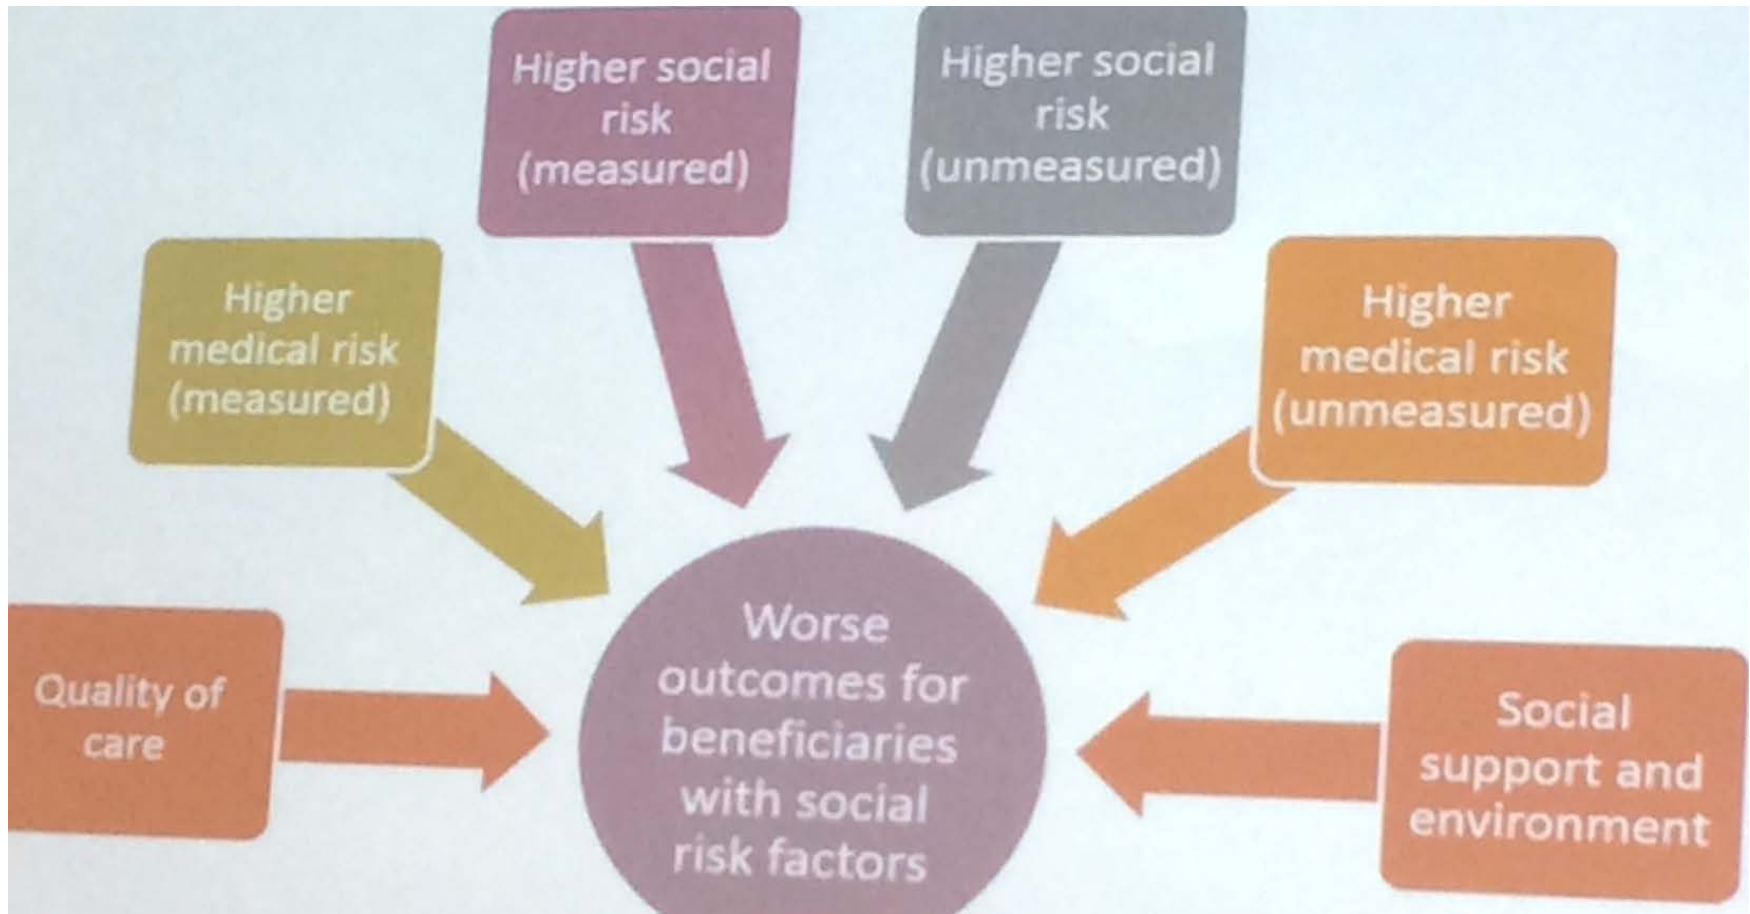 Higher social
risk
(measured)
Higher social
risk
(unmeasured)
Higher
medical risk
(measured)
Higher
medical risk
(unmeasured)
Quality of
care
Worse
outcomes for
beneficiaries
with social
risk factors
Social
support and
environment